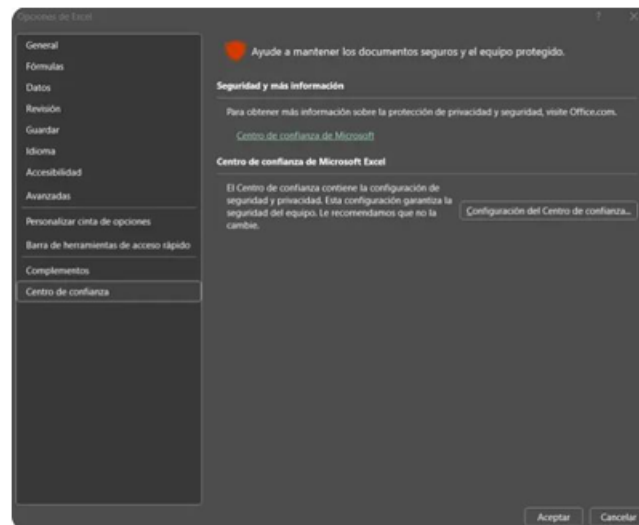 Opciones de Excel
?
General
Fórmulas
Datos
Revisión
Guardar
Idioma
Accesibilidad
Avanzadas
Personalizar cinta de opciones
Barra de herramientas de acceso rápido
Complementos
Centro de confianza
Ayude a mantener los documentos seguros y el equipo protegido.
Seguridad y más información
Para obtener más información sobre la protección de privacidad y seguridad, visite Office.com.
Centro de confianza de Microsoft
Centro de confianza de Microsoft Excel
El Centro de confianza contiene la configuración de
seguridad y privacidad. Esta configuración garantiza la
seguridad del equipo. Le recomendamos que no la
cambie.
Configuración del Centro de confianza...
Aceptar
Cancelar